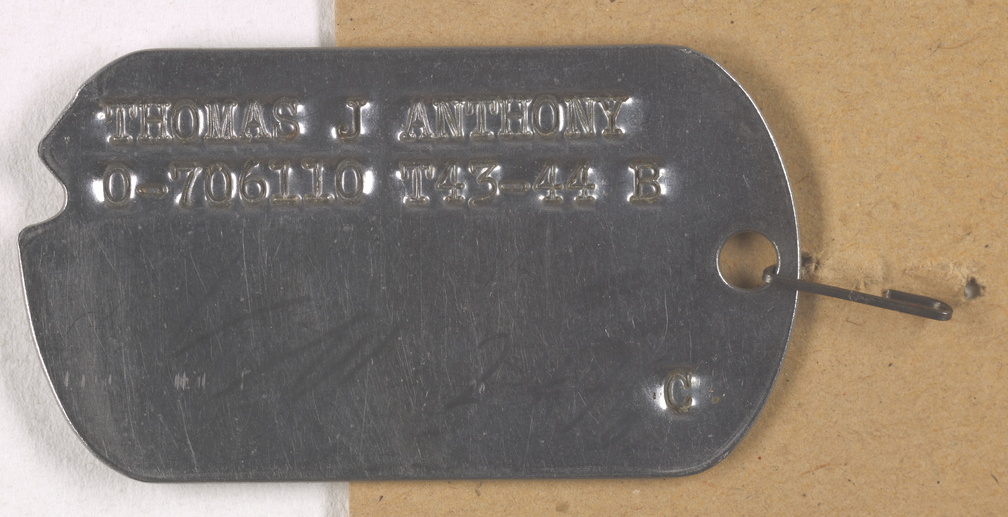 THOMAS J ANTHONY
O-706110 T43-44 B
C